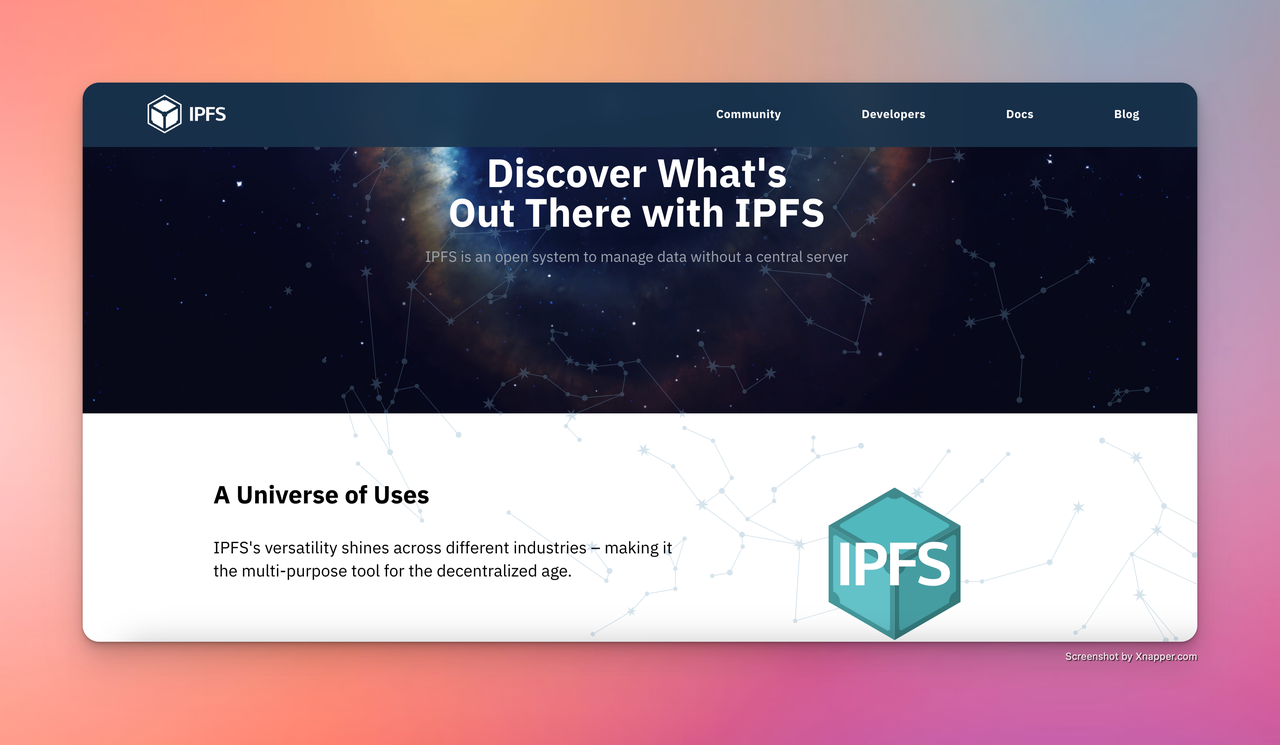 IPFS
Community
Developers
Docs
Blog
Discover What's
Out There with IPFS
IPFS is an open system to manage data without a central server
A Universe of Uses
IPFS's versatility shines across different industries – making it
the multi-purpose tool for the decentralized age.
IPFS
Screenshot by Xnapper.com